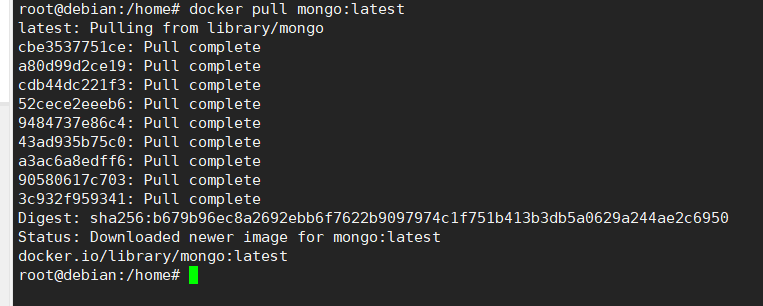 root@debian:/home# docker pull mongo:latest
latest: Pulling from library/mongo
cbe3537751ce: Pull complete
a80d99d2ce19: Pull complete
cdb44dc221f3: Pull complete
52cece2eeeb6: Pull complete
9484737e86c4: Pull complete
43ad935b75c0: Pull complete
a3ac6a8edff6: Pull complete
90580617c703: Pull complete
3c932f959341: Pull complete
Digest: sha256:b679b96ec8a2692ebb6f7622b9097974c1f751b413b3db5a0629a244ae2c6950
Status: Downloaded newer image for mongo:latest
docker.io/library/mongo:latest
root@debian:/home#